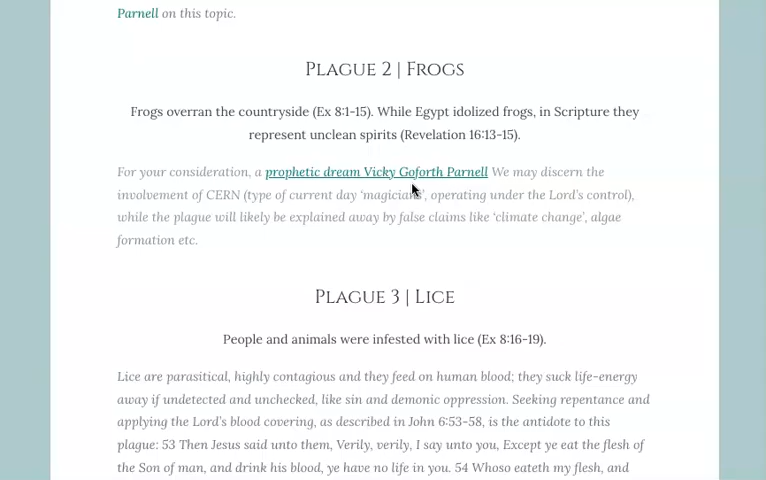 Parnell on this topic.
Plague 2 | Frogs
Frogs overran the countryside (Ex 8:1-15). While Egypt idolized frogs, in Scripture they
represent unclean spirits (Revelation 16:13-15).
For your consideration, a prophetic dream Vicky Goforth Parnell We may discern the
involvement of CERN (type of current day ‘magicians’, operating under the Lord’s control),
while the plague will likely be explained away by false claims like ‘climate change’, algae
formation etc.
Plague 3 | Lice
People and animals were infested with lice (Ex 8:16-19).
Lice are parasitical, highly contagious and they feed on human blood; they suck life-energy
away if undetected and unchecked, like sin and demonic oppression. Seeking repentance and
applying the Lord’s blood covering, as described in John 6:53-58, is the antidote to this
plague: 53 Then Jesus said unto them, Verily, verily, I say unto you, Except ye eat the flesh of
the Son of man, and drink his blood, ye have no life in you. 54 Whoso eateth my flesh, and